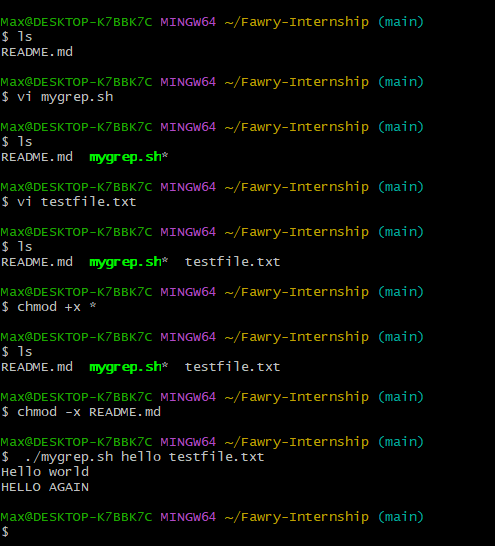 Max@DESKTOP-K7BBK7C MINGW64 ~/Fawry-Internship (main)
$ ls
README.md
Max@DESKTOP-K7BBK7C MINGW64 ~/Fawry-Internship (main)
$ vi mygrep.sh
Max@DESKTOP-K7BBK7C MINGW64 ~/Fawry-Internship (main)
$ ls
README.md  mygrep.sh*
Max@DESKTOP-K7BBK7C MINGW64 ~/Fawry-Internship (main)
$ vi testfile.txt
Max@DESKTOP-K7BBK7C MINGW64 ~/Fawry-Internship (main)
$ ls
README.md  mygrep.sh*  testfile.txt
Max@DESKTOP-K7BBK7C MINGW64 ~/Fawry-Internship (main)
$ chmod +x *
Max@DESKTOP-K7BBK7C MINGW64 ~/Fawry-Internship (main)
$ ls
README.md  mygrep.sh*  testfile.txt
Max@DESKTOP-K7BBK7C MINGW64 ~/Fawry-Internship (main)
$ chmod -x README.md
Max@DESKTOP-K7BBK7C MINGW64 ~/Fawry-Internship (main)
$  ./mygrep.sh hello testfile.txt
Hello world
HELLO AGAIN
Max@DESKTOP-K7BBK7C MINGW64 ~/Fawry-Internship (main)
$